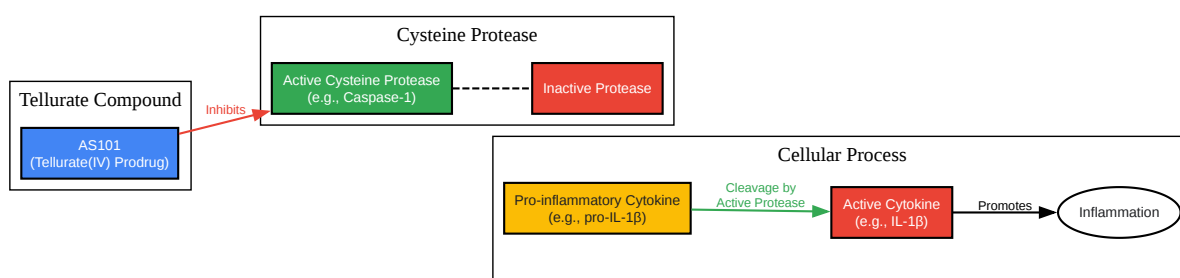 Tellurate Compound
AS101
(Tellurate(IV) Prodrug)
Inhibits
Cysteine Protease
Active Cysteine Protease
(e.g., Caspase-1)
Inactive Protease
Cellular Process
Pro-inflammatory Cytokine
(e.g., pro-IL-1β)
Cleavage by
Active Protease
Active Cytokine
(e.g., IL-1β)
Promotes
Inflammation